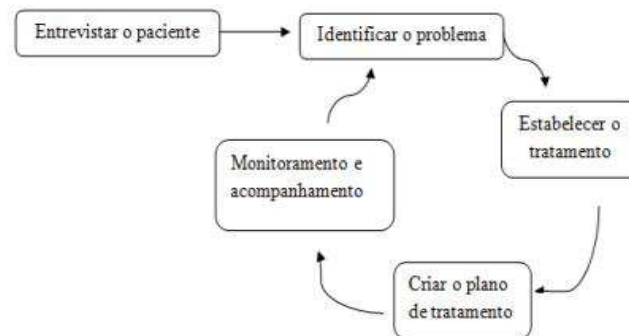 Entrevistar o paciente
Identificar o problema
Estabelecer o
tratamento
Criar o plano
de tratamento
Monitoramento e
acompanhamento